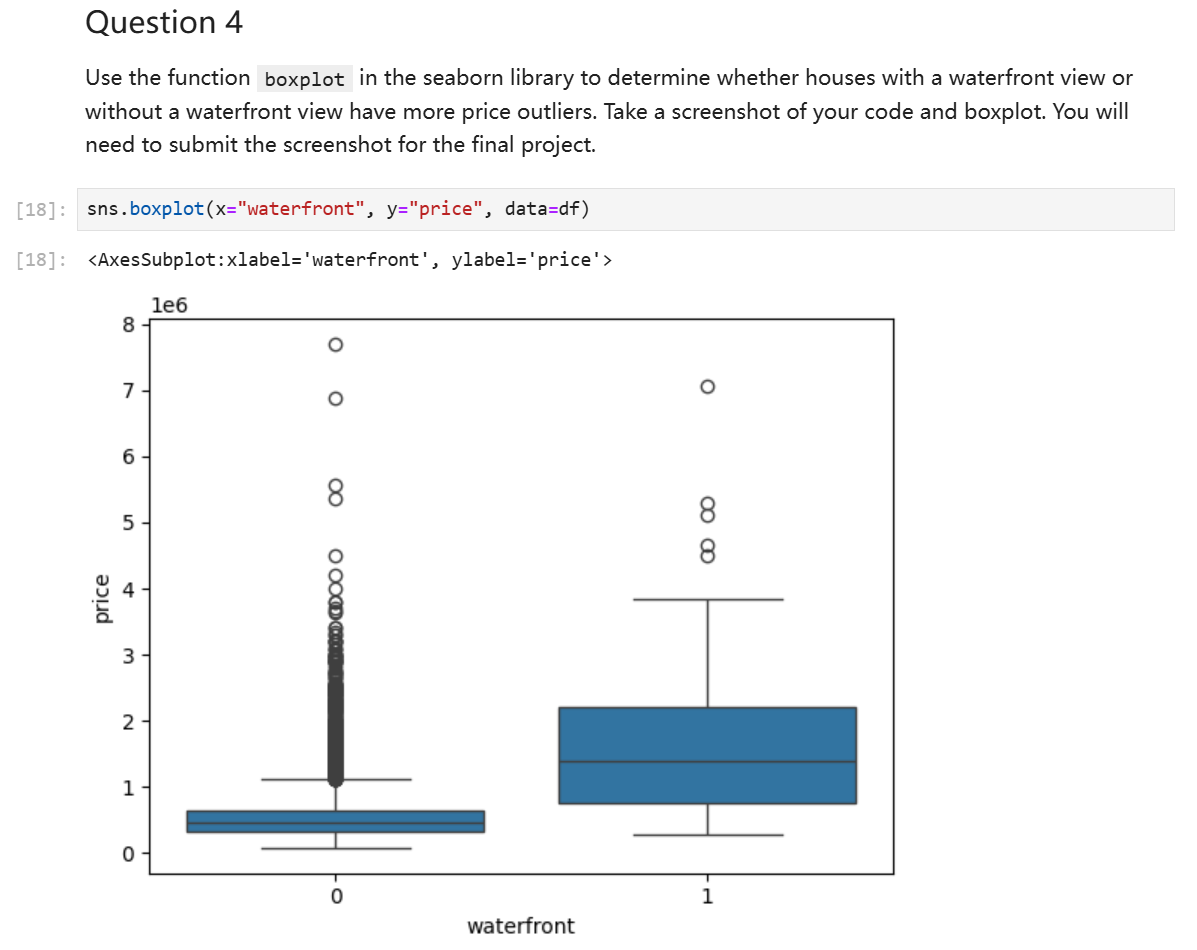 Question 4
Use the function boxplot in the seaborn library to determine whether houses with a waterfront view or
without a waterfront view have more price outliers. Take a screenshot of your code and boxplot. You will
need to submit the screenshot for the final project.
[18]: sns.boxplot(x="waterfront", y="price", data=df)
[18]: <AxesSubplot:xlabel='waterfront', ylabel='price'>
1e6
8
7
6
5
4
3
2
1
0
price
0 1
waterfront